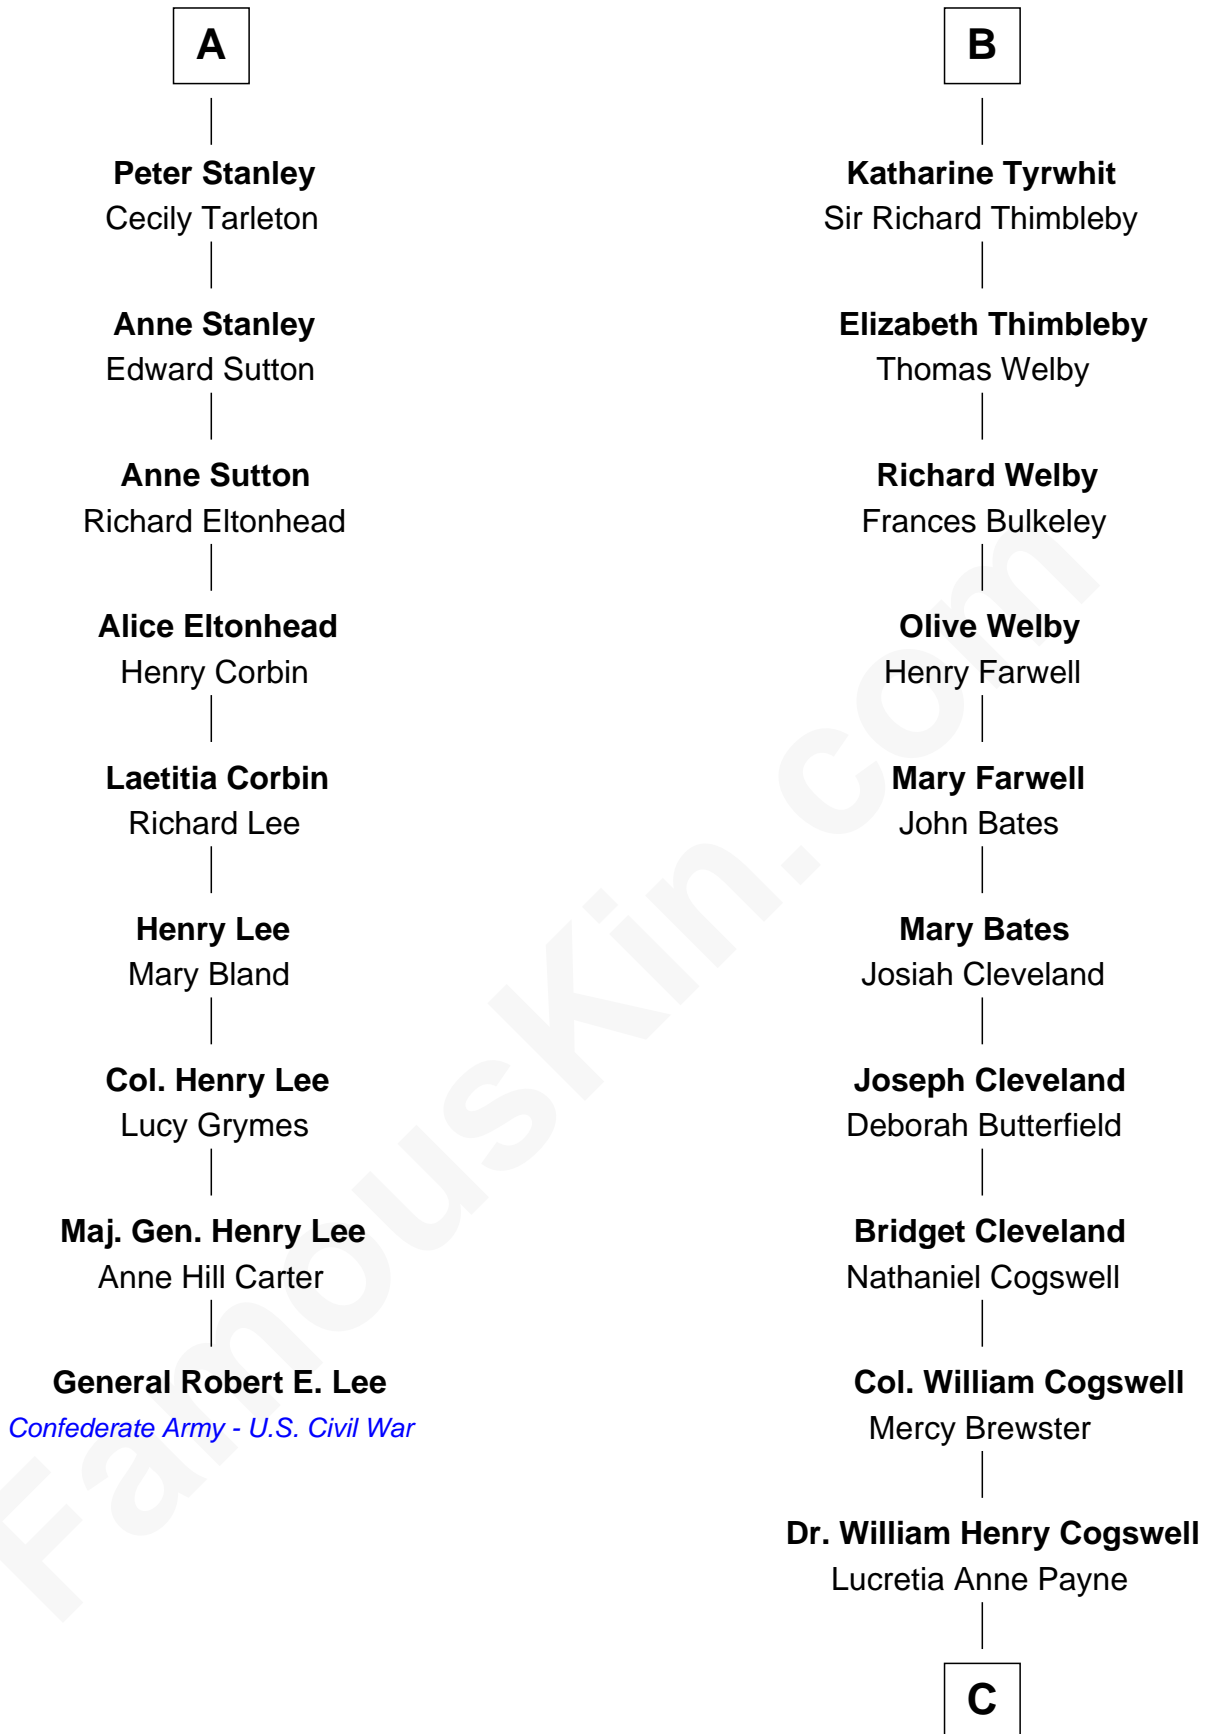 A
Peter Stanley
Cecily Tarleton
Anne Stanley
Edward Sutton
Anne Sutton
Richard Eltonhead
Alice Eltonhead
Henry Corbin
Laetitia Corbin
Richard Lee
Henry Lee
Mary Bland
Col. Henry Lee
Lucy Grymes
Maj. Gen. Henry Lee
Anne Hill Carter
General Robert E. Lee
Confederate Army - U.S. Civil War
B
Katharine Tyrwhit
Sir Richard Thimbleby
Elizabeth Thimbleby
Thomas Welby
Richard Welby
Frances Bulkeley
Olive Welby
Henry Farwell
Mary Farwell
John Bates
Mary Bates
Josiah Cleveland
Joseph Cleveland
Deborah Butterfield
Bridget Cleveland
Nathaniel Cogswell
Col. William Cogswell
Mercy Brewster
Dr. William Henry Cogswell
Lucretia Anne Payne
C
FamousKin.com